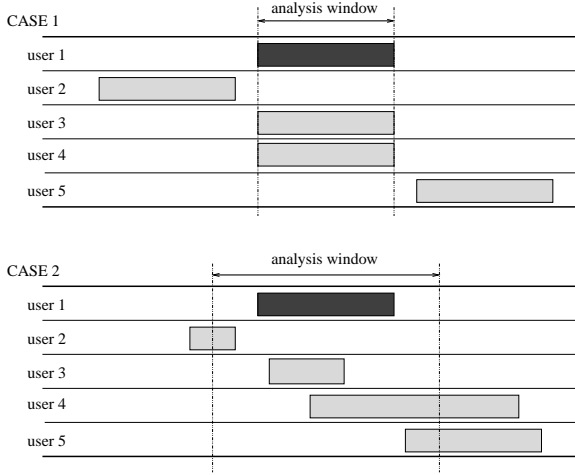 analysis window
CASE 1
user 1
user 2
user 3
user 4
user 5
analysis window
CASE 2
user 1
user 2
user 3
user 4
user 5